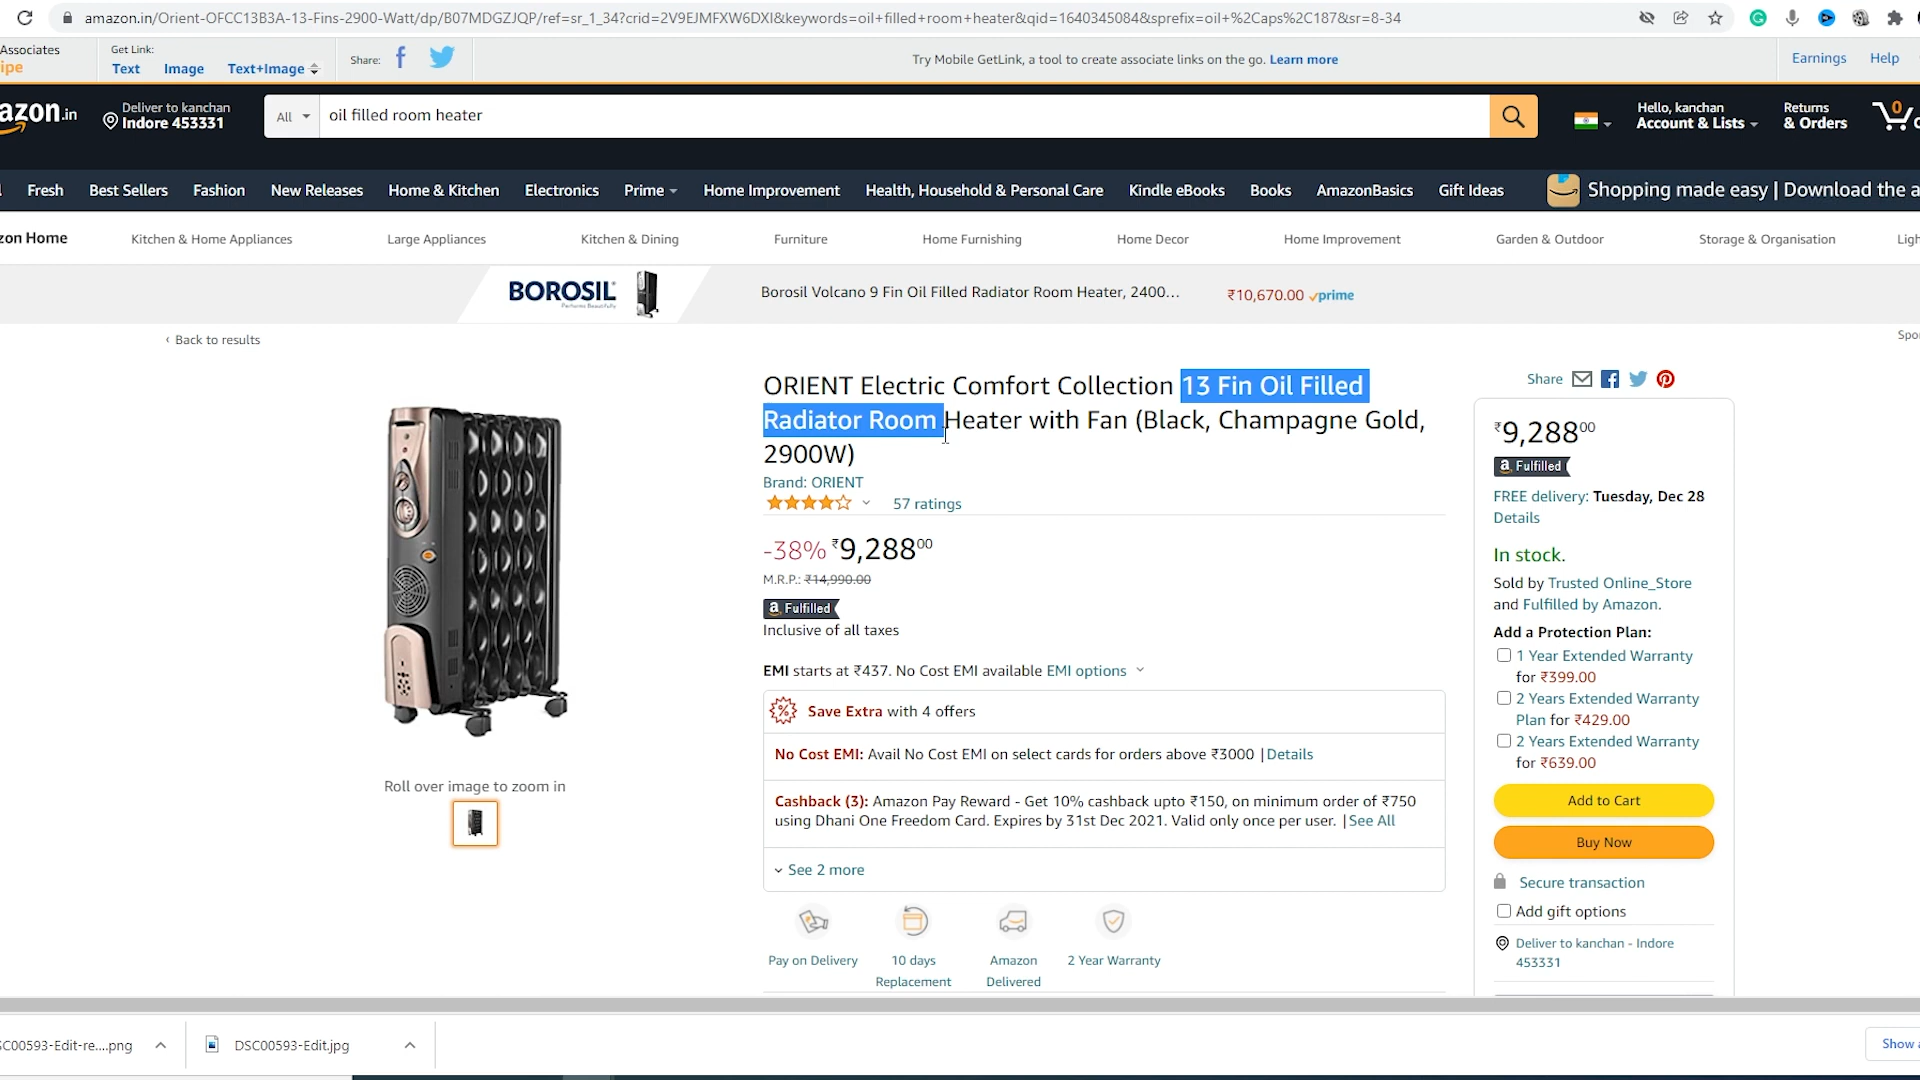 amazon.in/Orient-OFCC13B3A-13-Fins-2900-Watt/dp/B07MDGZJQP/ref=sr_1_34?crid=2V9EJMFXW6DXI&keywords=oil+filled+room+heater&qid=1640345084&sprefix=oil+%2Caps%2C187&sr=8-34
Associates
ipe
Get Link:
Text Image Text+Image
Share:
Try Mobile GetLink, a tool to create associate links on the go. Learn more
Earnings Help
azon.in
Deliver to kanchan
Indore 453331
All
oil filled room heater
Hello, kanchan
Account & Lists
Returns
& Orders
0
Fresh Best Sellers Fashion New Releases Home & Kitchen Electronics Prime Home Improvement Health, Household & Personal Care Kindle eBooks Books AmazonBasics Gift Ideas Shopping made easy | Download the a
zon Home Kitchen & Home Appliances Large Appliances Kitchen & Dining Furniture Home Furnishing Home Decor Home Improvement Garden & Outdoor Storage & Organisation Ligh
BOROSIL
Borosil Volcano 9 Fin Oil Filled Radiator Room Heater, 2400... ₹10,670.00 prime
‹ Back to results
Spo
ORIENT Electric Comfort Collection 13 Fin Oil Filled
Radiator Room Heater with Fan (Black, Champagne Gold,
2900W)
Brand: ORIENT
57 ratings
-38% ₹9,288.00
M.R.P.: ₹14,990.00
a Fulfilled
Inclusive of all taxes
EMI starts at ₹437. No Cost EMI available EMI options
Save Extra with 4 offers
No Cost EMI: Avail No Cost EMI on select cards for orders above ₹3000 | Details
Cashback (3): Amazon Pay Reward - Get 10% cashback upto ₹150, on minimum order of ₹750
using Dhani One Freedom Card. Expires by 31st Dec 2021. Valid only once per user. | See All
See 2 more
Pay on Delivery
10 days
Replacement
Amazon
Delivered
2 Year Warranty
Roll over image to zoom in
Share
₹9,288.00
a Fulfilled
FREE delivery: Tuesday, Dec 28
Details
In stock.
Sold by Trusted Online_Store
and Fulfilled by Amazon.
Add a Protection Plan:
1 Year Extended Warranty
for ₹399.00
2 Years Extended Warranty
Plan for ₹429.00
2 Years Extended Warranty
for ₹639.00
Add to Cart
Buy Now
Secure transaction
Add gift options
Deliver to kanchan - Indore
453331
SC00593-Edit-re....png
DSC00593-Edit.jpg
Show a